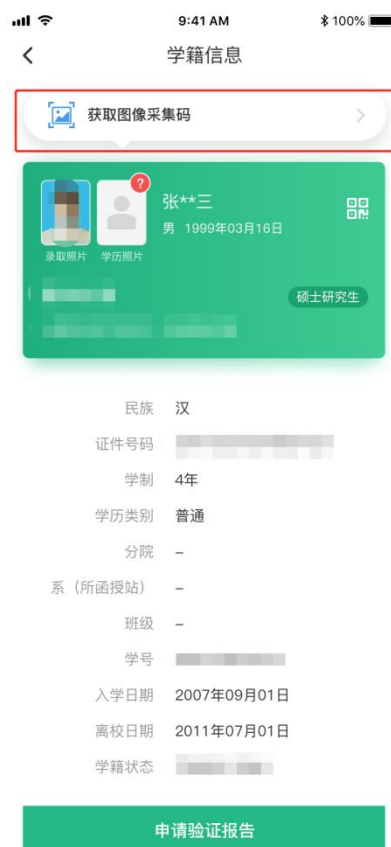 9:41 AM 100%
学籍信息
获取图像采集码
?
张**三
男 1999年03月16日
录取照片 学历照片
硕士研究生
民族 汉
证件号码
学制 4年
学历类别 普通
分院 –
系（所函授站） –
班级 –
学号
入学日期 2007年09月01日
离校日期 2011年07月01日
学籍状态
申请验证报告